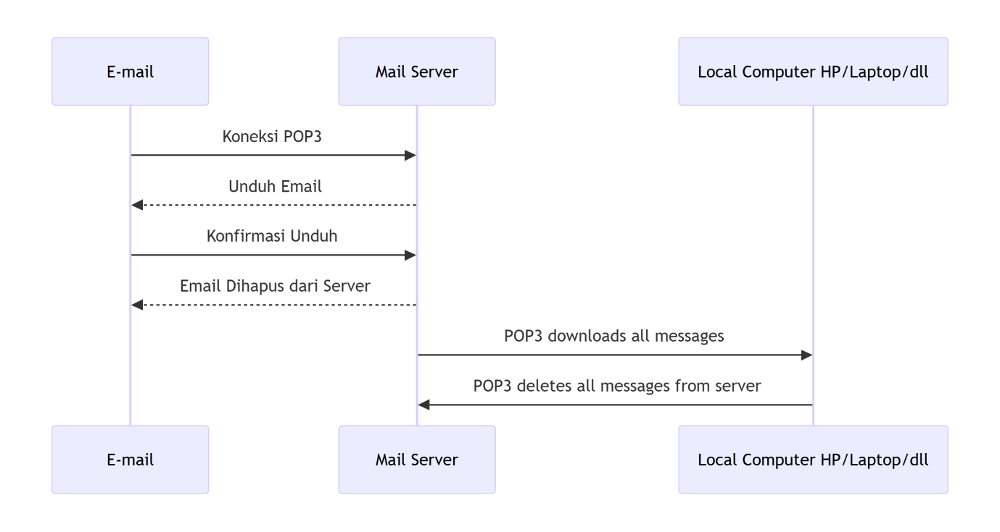 E-mail
Mail Server
Local Computer HP/Laptop/dll
Koneksi POP3
Unduh Email
Konfirmasi Unduh
Email Dihapus dari Server
POP3 downloads all messages
POP3 deletes all messages from server
E-mail
Mail Server
Local Computer HP/Laptop/dll